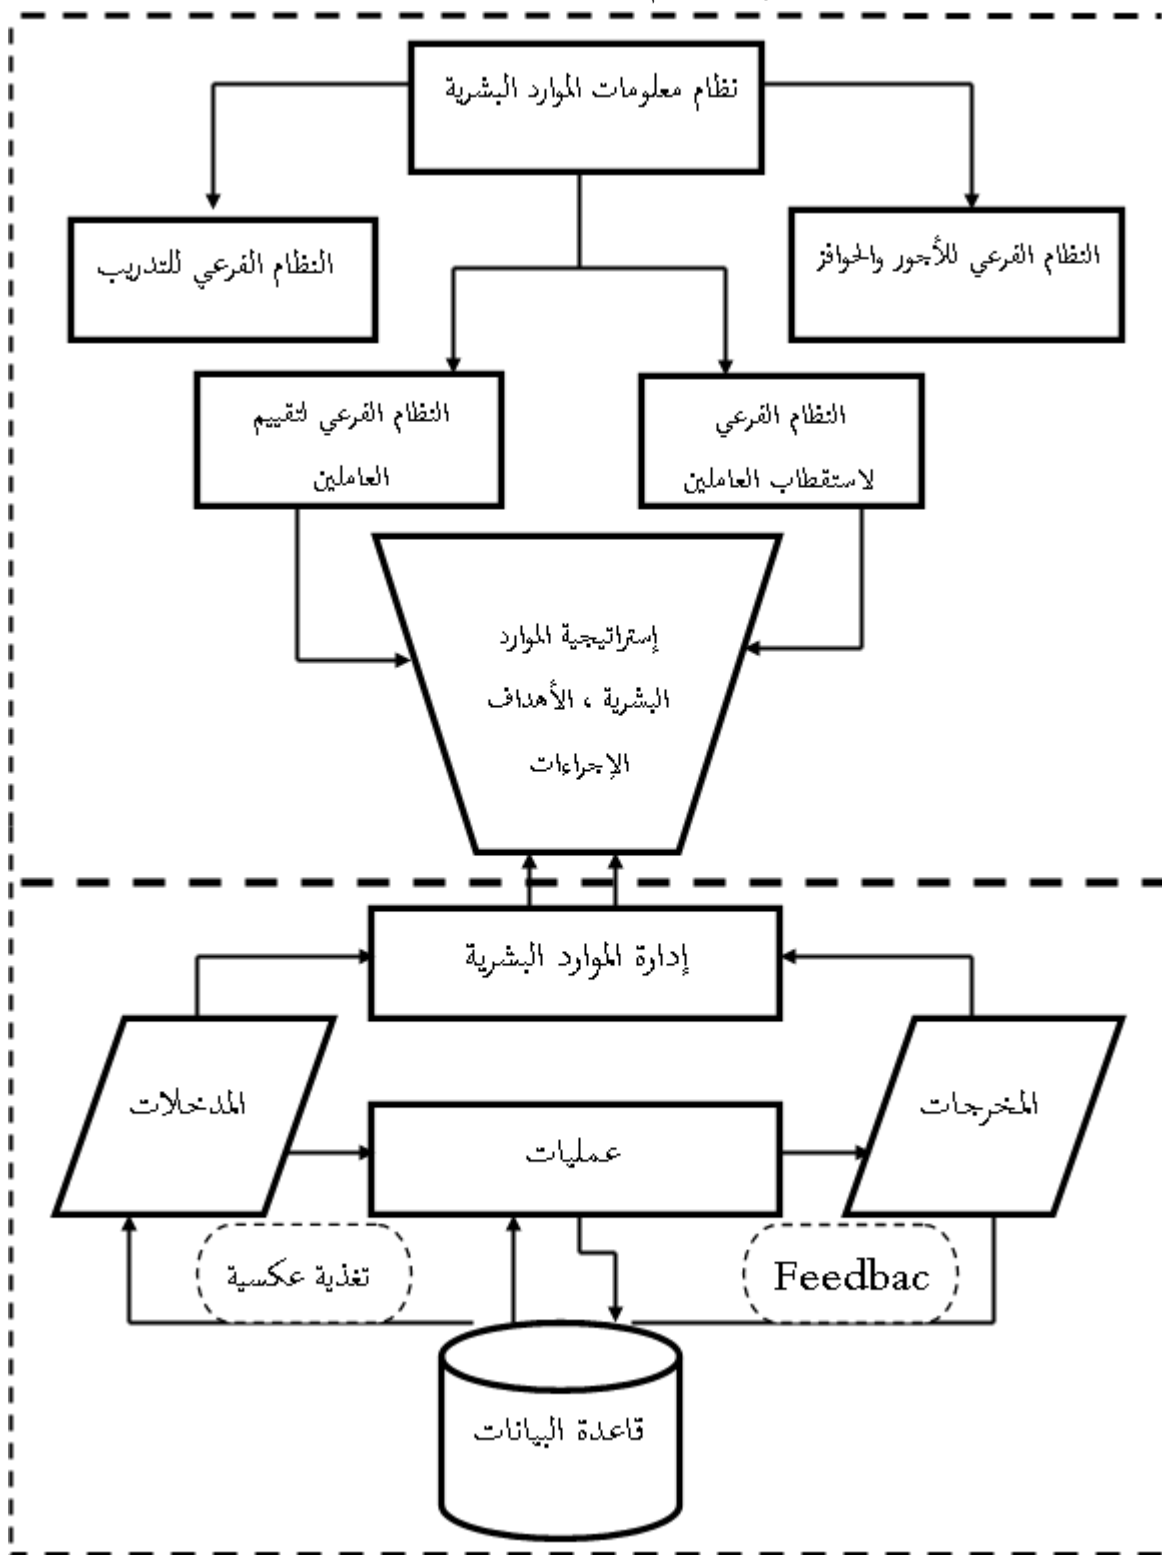 نظام معلومات الموارد البشرية
النظام الفرعي للأجور والحوافز
النظام الفرعي للتدريب
النظام الفرعي
لاستقطاب العاملين
النظام الفرعي لتقييم
العاملين
إستراتيجية الموارد
البشرية ، الأهداف
الإجراءات
إدارة الموارد البشرية
المخرجات
المدخلات
عمليات
Feedbac
تغذية عكسية
قاعدة البيانات